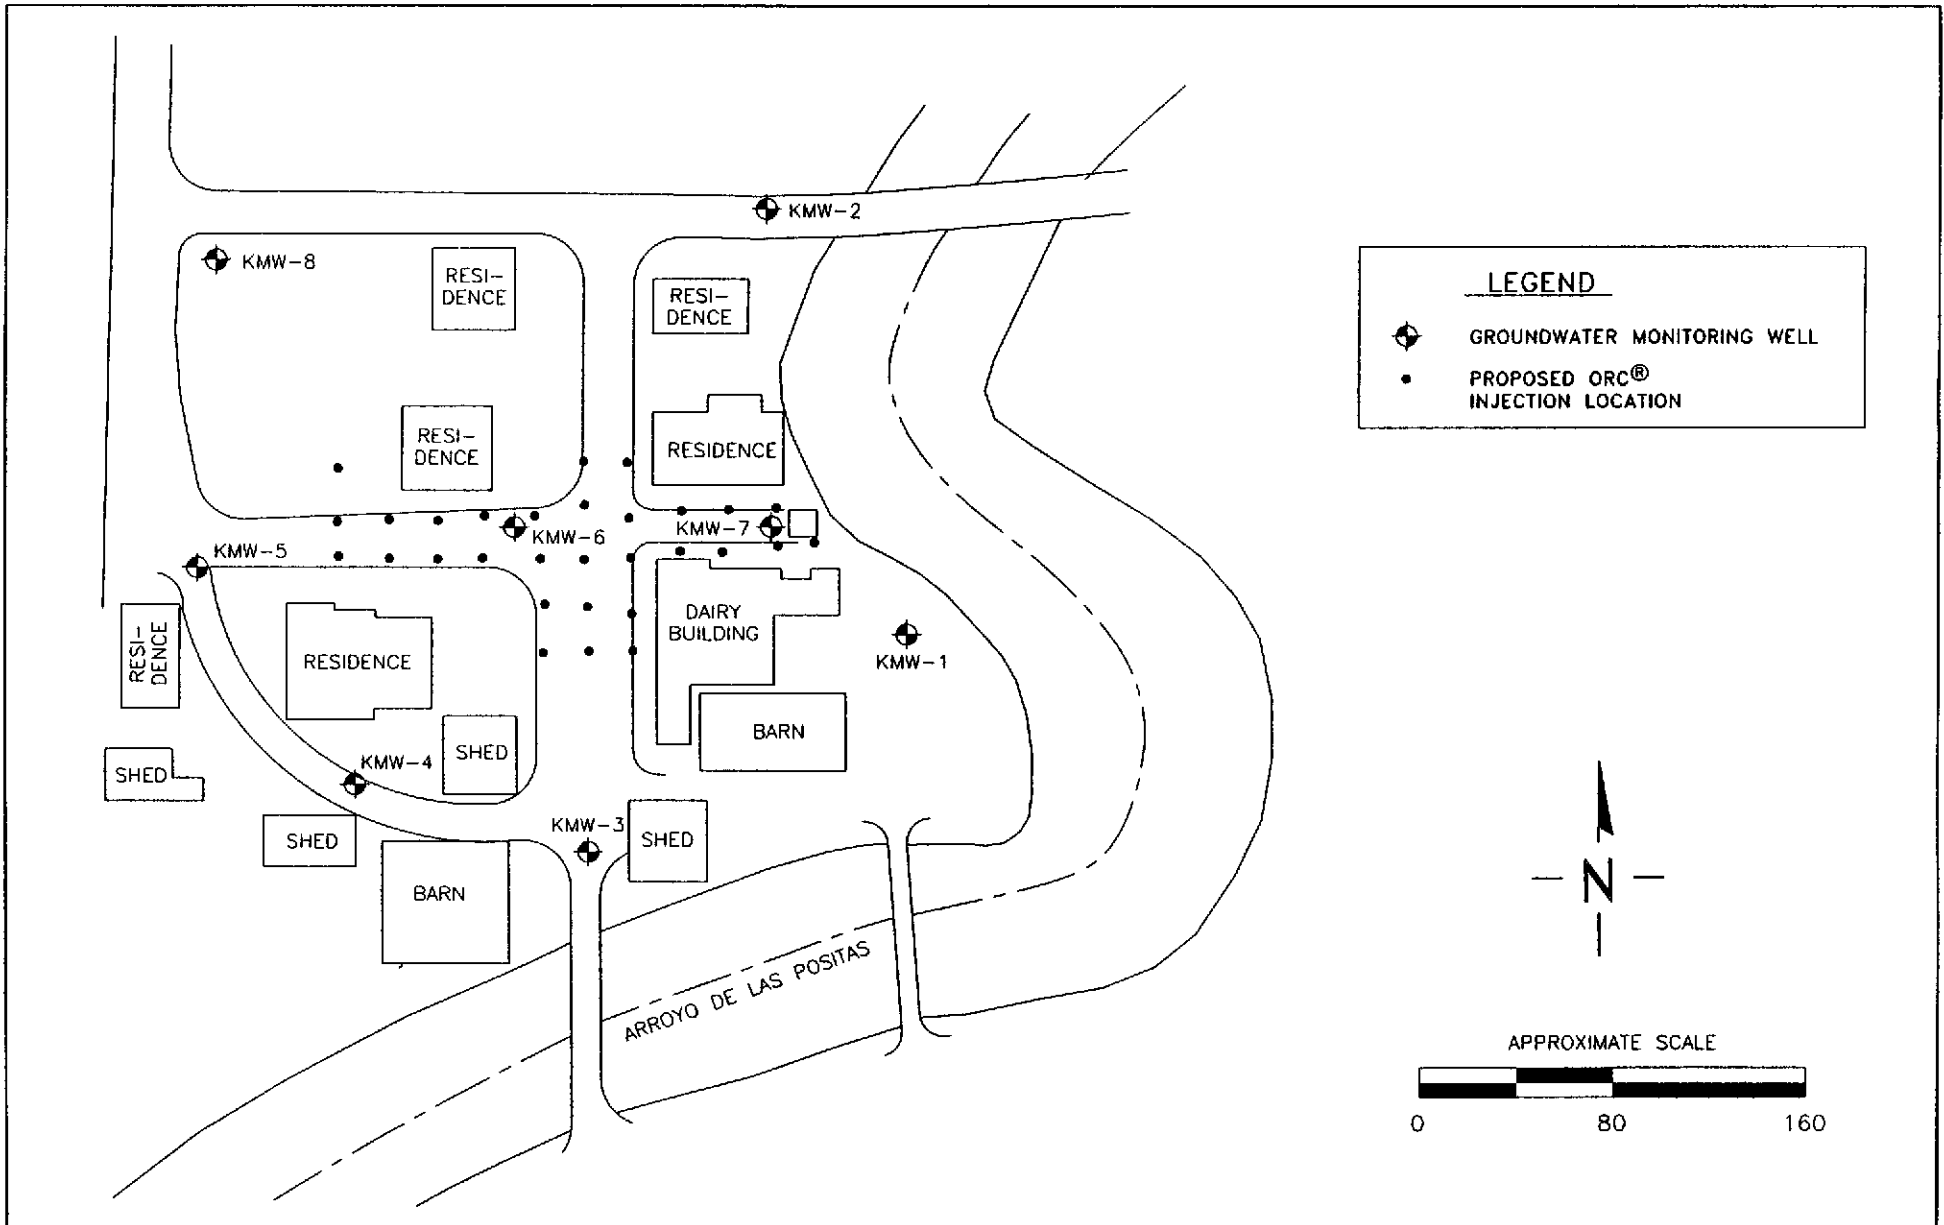 KMW-2
KMW-8
RESI-
DENCE
RESI-
DENCE
LEGEND
GROUNDWATER MONITORING WELL
PROPOSED ORC®
INJECTION LOCATION
RESI-
DENCE
RESIDENCE
KMW-7
KMW-6
KMW-5
DAIRY
BUILDING
RESI-
DENCE
RESIDENCE
KMW-1
BARN
SHED
KMW-4
SHED
KMW-3
SHED
SHED
BARN
N
ARROYO DE LAS POSITAS
APPROXIMATE SCALE
0 80 160